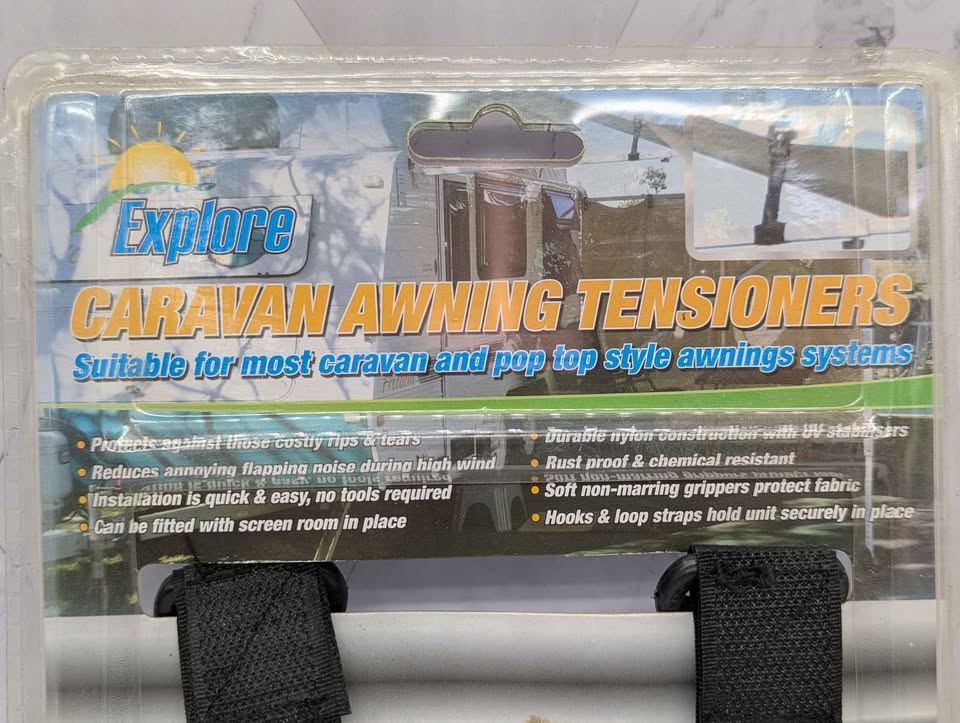 Explore
CARAVAN AWNING TENSIONERS
Suitable for most caravan and pop top style awnings systems
• Protects against those costly rips & tears
• Reduces annoying flapping noise during high wind
• Installation is quick & easy, no tools required
• Can be fitted with screen room in place
• Durable nylon construction with UV stabilisers
• Rust proof & chemical resistant
• Soft non-marring grippers protect fabric
• Hooks & loop straps hold unit securely in place
Freedom